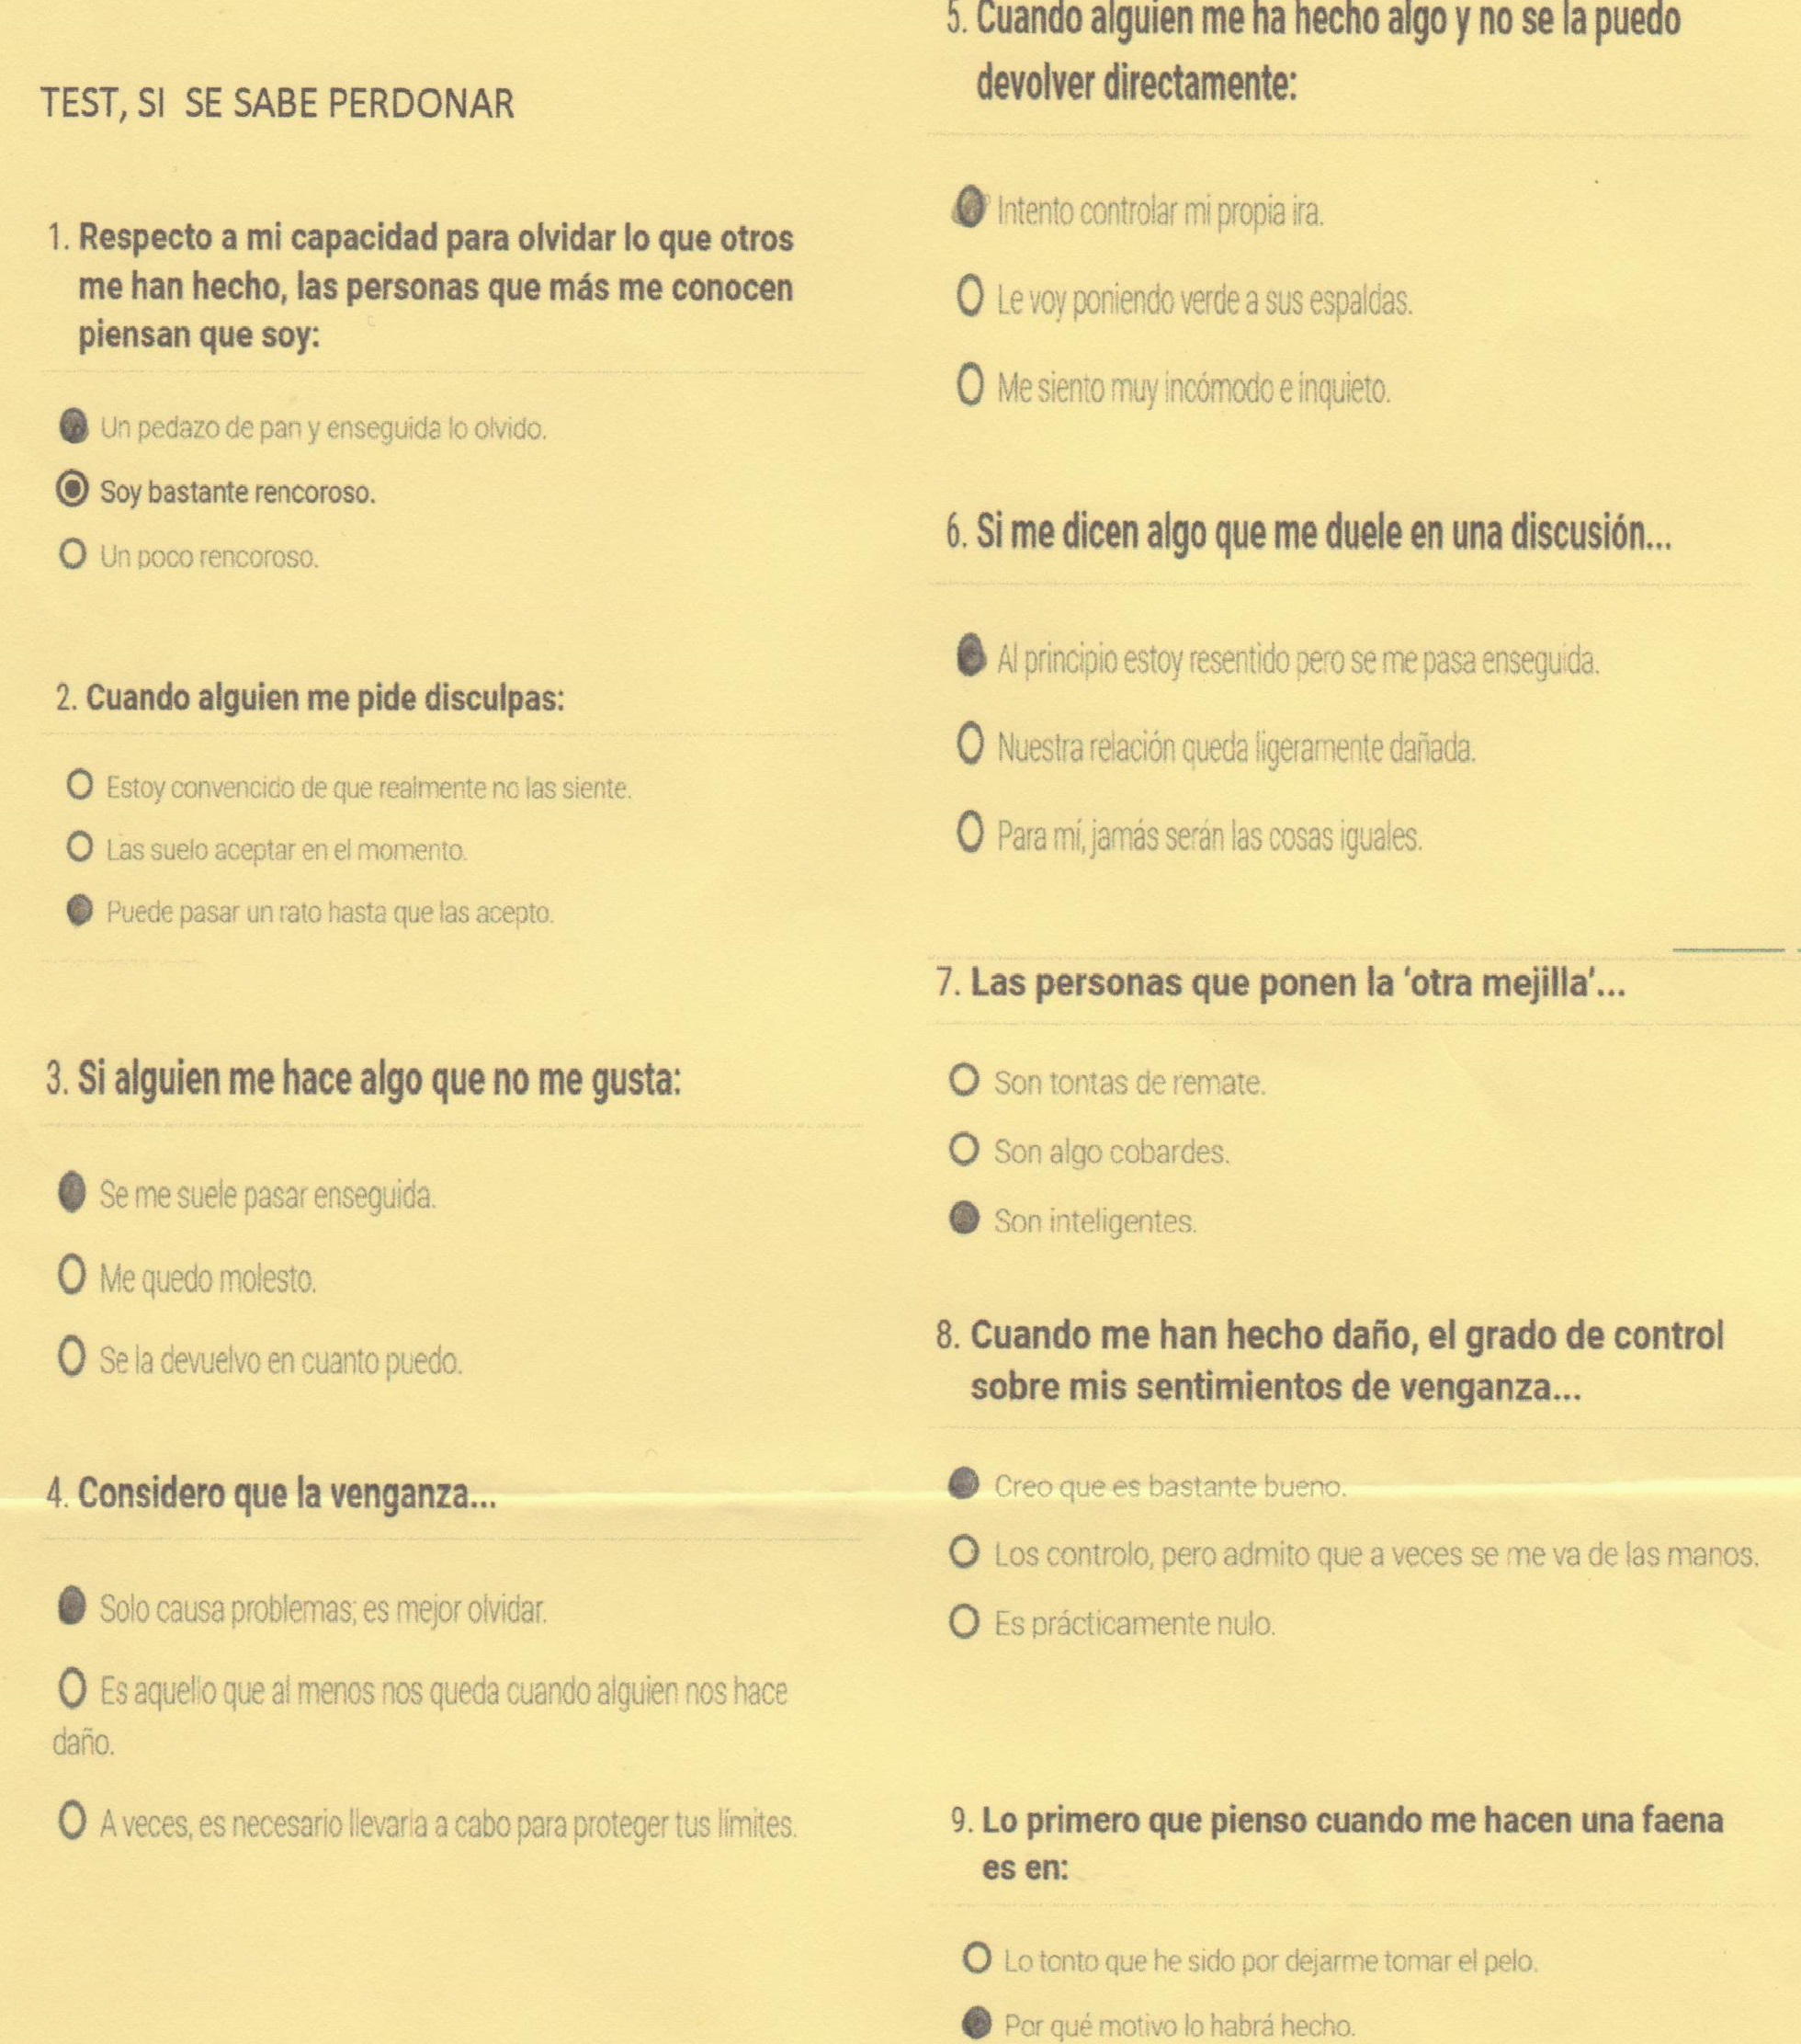 TEST, SI SE SABE PERDONAR
1. Respecto a mi capacidad para olvidar lo que otros
me han hecho, las personas que más me conocen
piensan que soy:
Un pedazo de pan y enseguida lo olvido.
Soy bastante rencoroso.
Un poco rencoroso.
2. Cuando alguien me pide disculpas:
Estoy convencido de que realmente no las siente.
Las suelo aceptar en el momento.
Puede pasar un rato hasta que las acepto.
3. Si alguien me hace algo que no me gusta:
Se me suele pasar enseguida.
Me quedo molesto.
Se la devuelvo en cuanto puedo.
4. Considero que la venganza...
Solo causa problemas; es mejor olvidar.
Es aquello que al menos nos queda cuando alguien nos hace
daño.
A veces, es necesario llevarla a cabo para proteger tus límites.
5. Cuando alguien me ha hecho algo y no se la puedo
devolver directamente:
Intento controlar mi propia ira.
Le voy poniendo verde a sus espaldas.
Me siento muy incómodo e inquieto.
6. Si me dicen algo que me duele en una discusión...
Al principio estoy resentido pero se me pasa enseguida.
Nuestra relación queda ligeramente dañada.
Para mí, jamás serán las cosas iguales.
7. Las personas que ponen la ‘otra mejilla’...
Son tontas de remate.
Son algo cobardes.
Son inteligentes.
8. Cuando me han hecho daño, el grado de control
sobre mis sentimientos de venganza...
Creo que es bastante bueno.
Los controlo, pero admito que a veces se me va de las manos.
Es prácticamente nulo.
9. Lo primero que pienso cuando me hacen una faena
es en:
Lo tonto que he sido por dejarme tomar el pelo.
Por qué motivo lo habrá hecho.